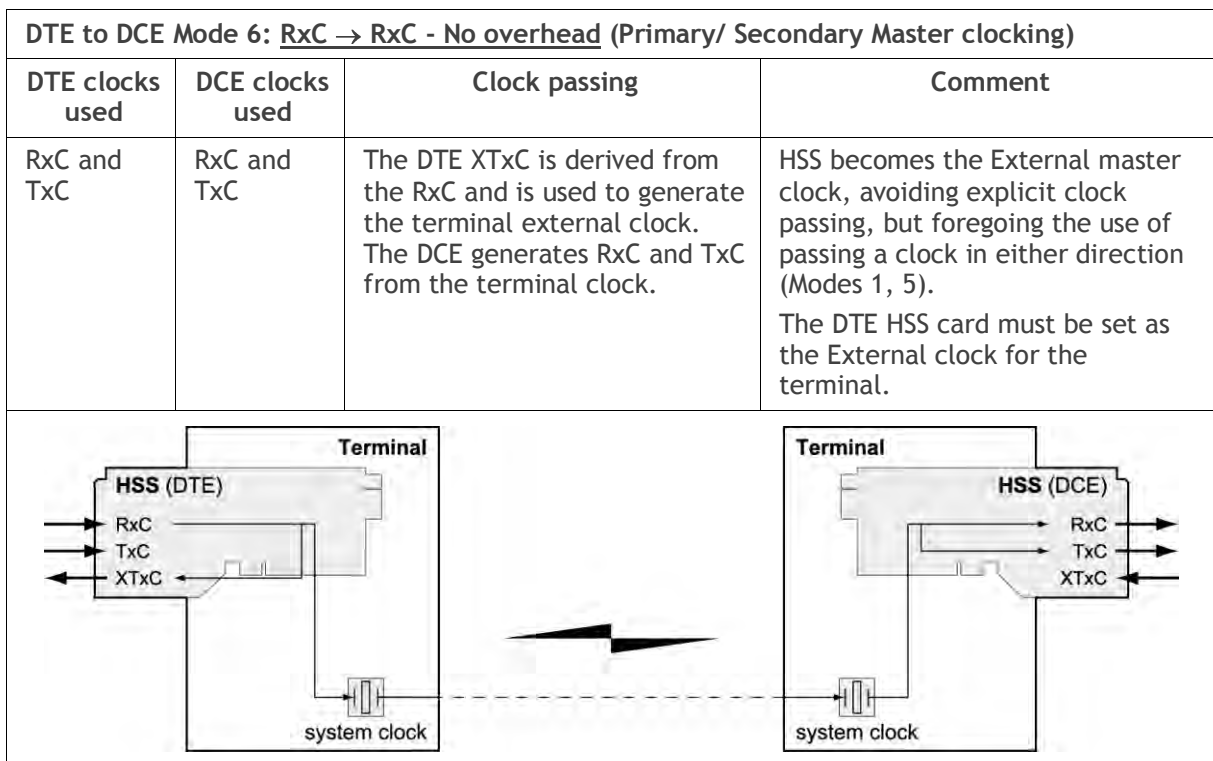 DTE to DCE Mode 6: RxC → RxC - No overhead (Primary/ Secondary Master clocking)
DTE clocks
used
DCE clocks
used
Clock passing
Comment
RxC and
TxC
RxC and
TxC
The DTE XTxC is derived from
the RxC and is used to generate
the terminal external clock.
The DCE generates RxC and TxC
from the terminal clock.
HSS becomes the External master
clock, avoiding explicit clock
passing, but foregoing the use of
passing a clock in either direction
(Modes 1, 5).
The DTE HSS card must be set as
the External clock for the
terminal.
Terminal
HSS (DTE)
RxC
TxC
XTxC
system clock
Terminal
HSS (DCE)
RxC
TxC
XTxC
system clock